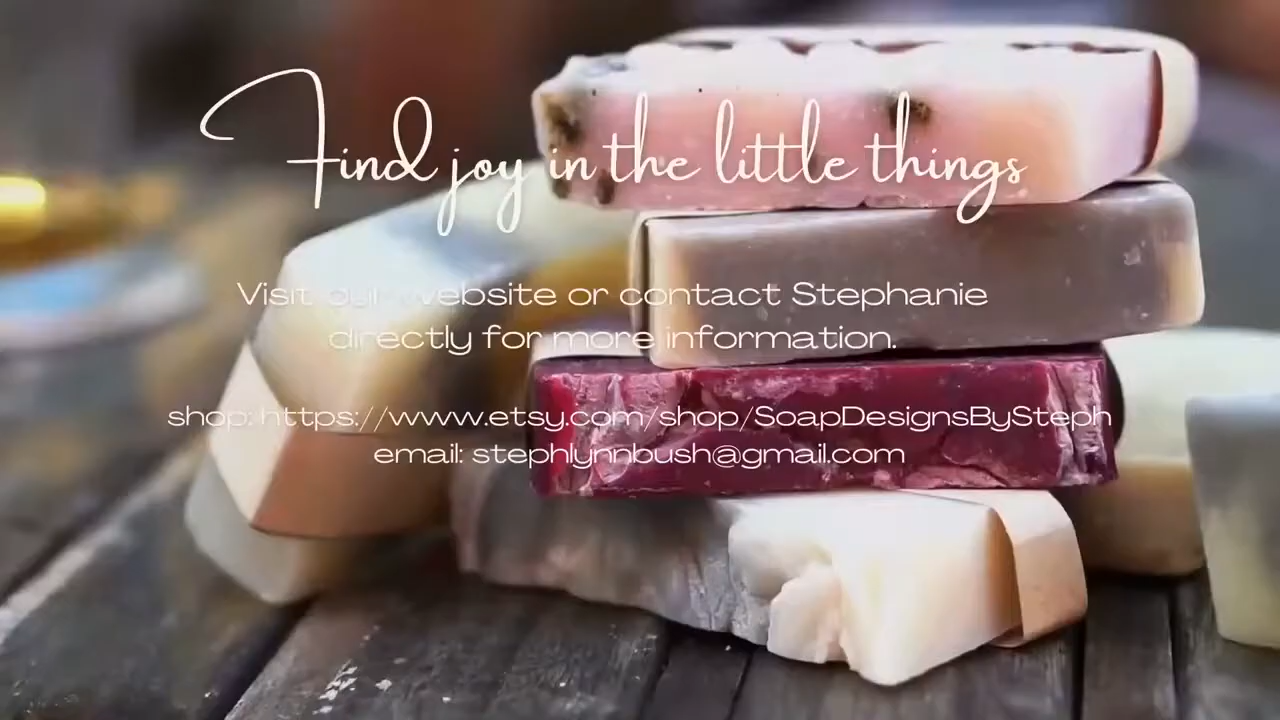 Find joy in the little things
Visit our website or contact Stephanie
directly for more information.
shop: https://www.etsy.com/shop/SoapDesignsBySteph
email: stephlynnbush@gmail.com